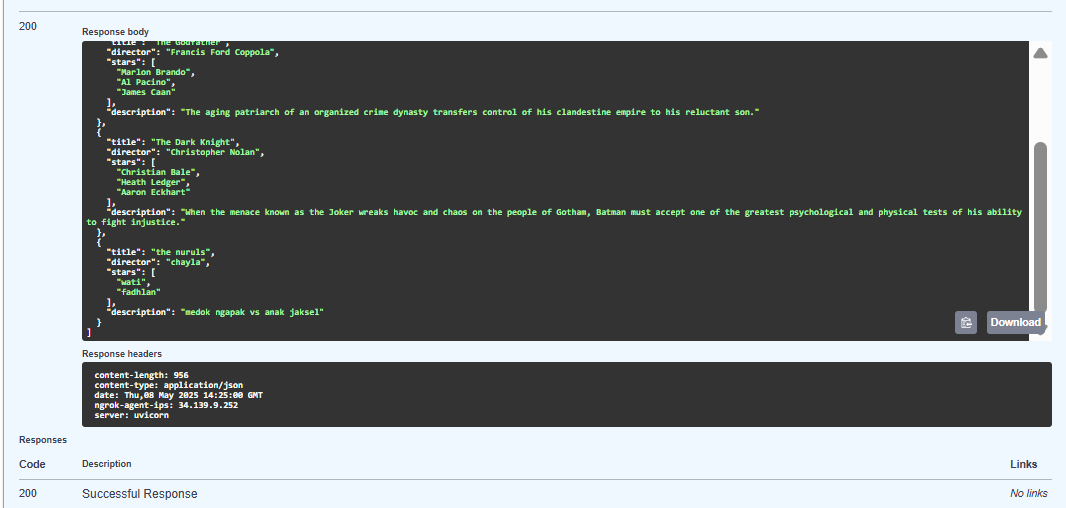 200
Response body
"title": "The Godfather",
"director": "Francis Ford Coppola",
"stars": [
"Marlon Brando",
"Al Pacino",
"James Caan"
],
"description": "The aging patriarch of an organized crime dynasty transfers control of his clandestine empire to his reluctant son."
},
{
"title": "The Dark Knight",
"director": "Christopher Nolan",
"stars": [
"Christian Bale",
"Heath Ledger",
"Aaron Eckhart"
],
"description": "When the menace known as the Joker wreaks havoc and chaos on the people of Gotham, Batman must accept one of the greatest psychological and physical tests of his ability
to fight injustice."
},
{
"title": "the nuruls",
"director": "chayla",
"stars": [
"wati",
"fadhlan"
],
"description": "medok ngapak vs anak jaksel"
}
]
Download
Response headers
content-length: 956
content-type: application/json
date: Thu,08 May 2025 14:25:00 GMT
ngrok-agent-ips: 34.139.9.252
server: uvicorn
Responses
Code Description Links
200 Successful Response No links